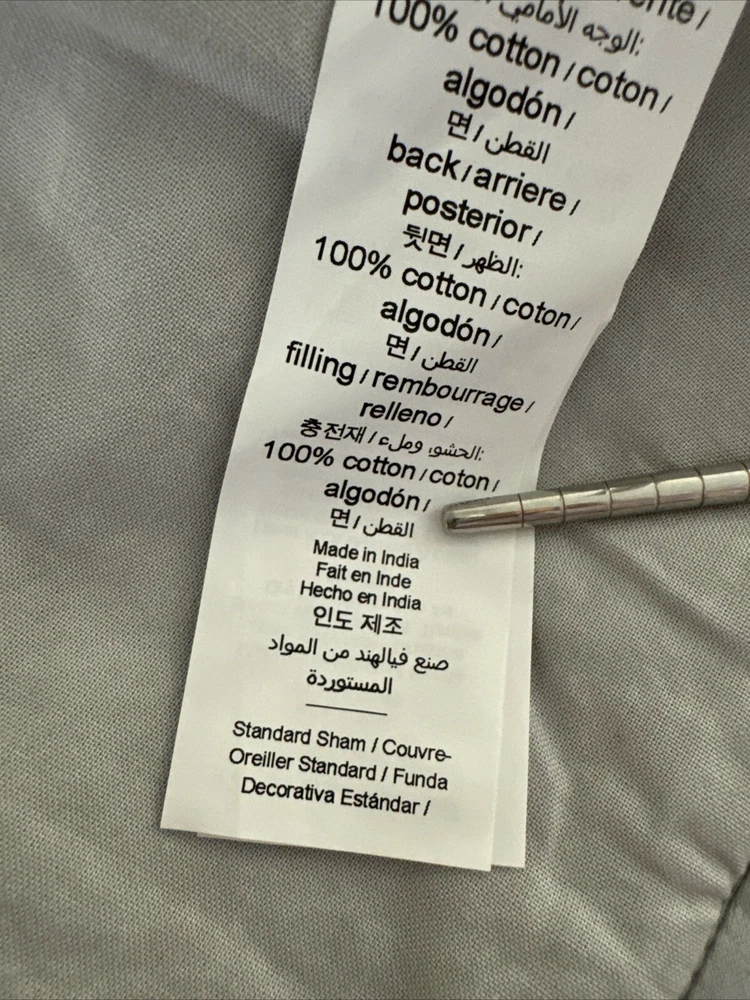 الوجه الأمامي:
100% cotton / coton /
algodón /
면 / القطن
back / arriere /
posterior /
뒷면 / الظهر:
100% cotton / coton /
algodón /
면 / القطن
filling / rembourrage /
relleno /
충전재 / الحشو، وملء:
100% cotton / coton /
algodón /
면 / القطن
Made in India
Fait en Inde
Hecho en India
인도 제조
صنع فيالهند من المواد
المستوردة
Standard Sham / Couvre-
Oreiller Standard / Funda
Decorativa Estándar /